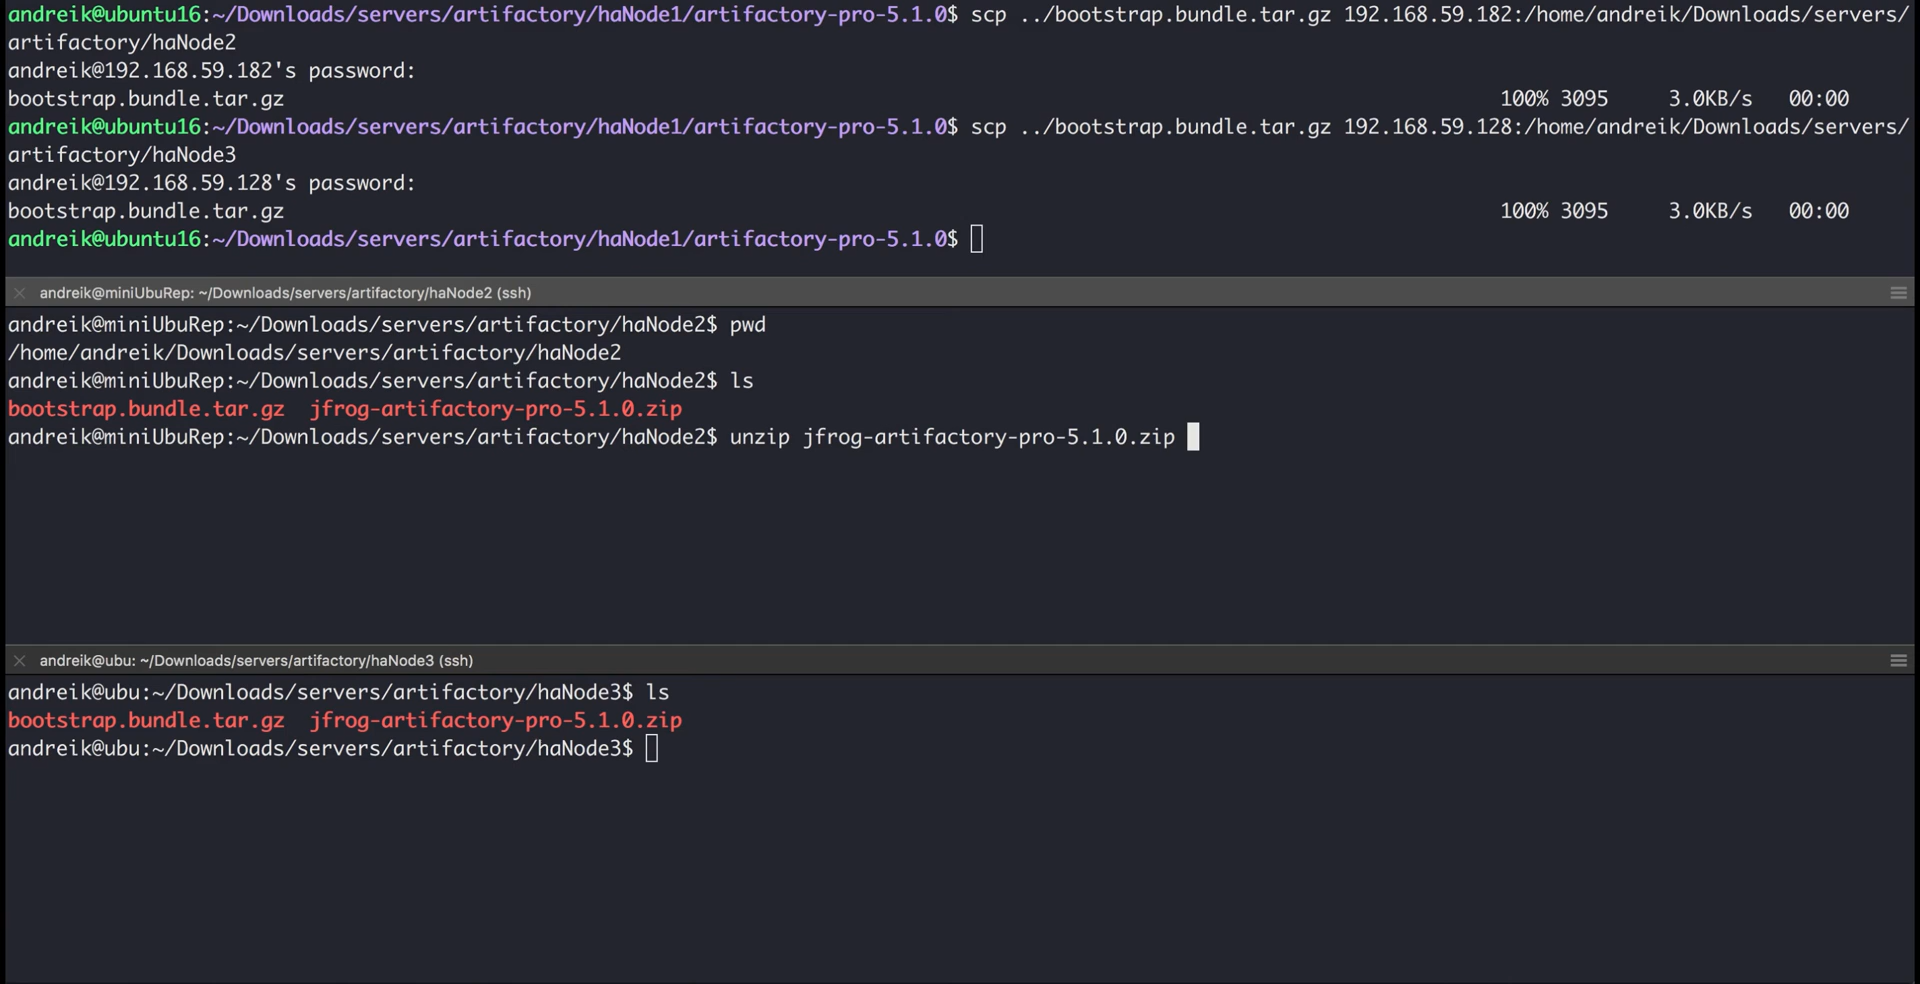 andreik@ubuntu16:~/Downloads/servers/artifactory/haNode1/artifactory-pro-5.1.0$ scp ../bootstrap.bundle.tar.gz 192.168.59.182:/home/andreik/Downloads/servers/
artifactory/haNode2
andreik@192.168.59.182's password:
bootstrap.bundle.tar.gz 100% 3095 3.0KB/s 00:00
andreik@ubuntu16:~/Downloads/servers/artifactory/haNode1/artifactory-pro-5.1.0$ scp ../bootstrap.bundle.tar.gz 192.168.59.128:/home/andreik/Downloads/servers/
artifactory/haNode3
andreik@192.168.59.128's password:
bootstrap.bundle.tar.gz 100% 3095 3.0KB/s 00:00
andreik@ubuntu16:~/Downloads/servers/artifactory/haNode1/artifactory-pro-5.1.0$
andreik@miniUbuRep: ~/Downloads/servers/artifactory/haNode2 (ssh)
andreik@miniUbuRep:~/Downloads/servers/artifactory/haNode2$ pwd
/home/andreik/Downloads/servers/artifactory/haNode2
andreik@miniUbuRep:~/Downloads/servers/artifactory/haNode2$ ls
bootstrap.bundle.tar.gz jfrog-artifactory-pro-5.1.0.zip
andreik@miniUbuRep:~/Downloads/servers/artifactory/haNode2$ unzip jfrog-artifactory-pro-5.1.0.zip
andreik@ubu: ~/Downloads/servers/artifactory/haNode3 (ssh)
andreik@ubu:~/Downloads/servers/artifactory/haNode3$ ls
bootstrap.bundle.tar.gz jfrog-artifactory-pro-5.1.0.zip
andreik@ubu:~/Downloads/servers/artifactory/haNode3$